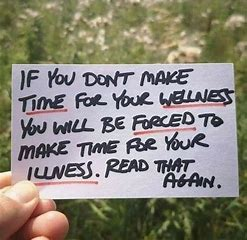 IF YOU DON'T MAKE
TIME FOR YOUR WELLNESS
YOU WILL BE FORCED TO
MAKE TIME FOR YOUR
ILLNESS. READ THAT
AGAIN.